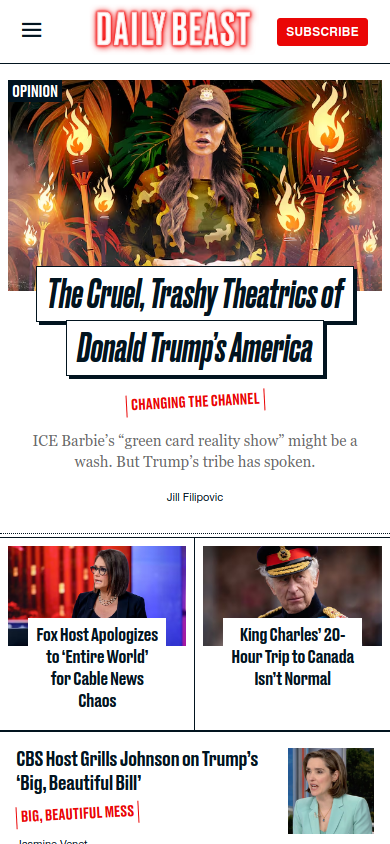 DAILY BEAST
SUBSCRIBE
OPINION
The Cruel, Trashy Theatrics of
Donald Trump's America
CHANGING THE CHANNEL
ICE Barbie’s “green card reality show” might be a
wash. But Trump’s tribe has spoken.
Jill Filipovic
Fox Host Apologizes
to ‘Entire World’
for Cable News
Chaos
King Charles’ 20-
Hour Trip to Canada
Isn’t Normal
CBS Host Grills Johnson on Trump’s
‘Big, Beautiful Bill’
BIG, BEAUTIFUL MESS